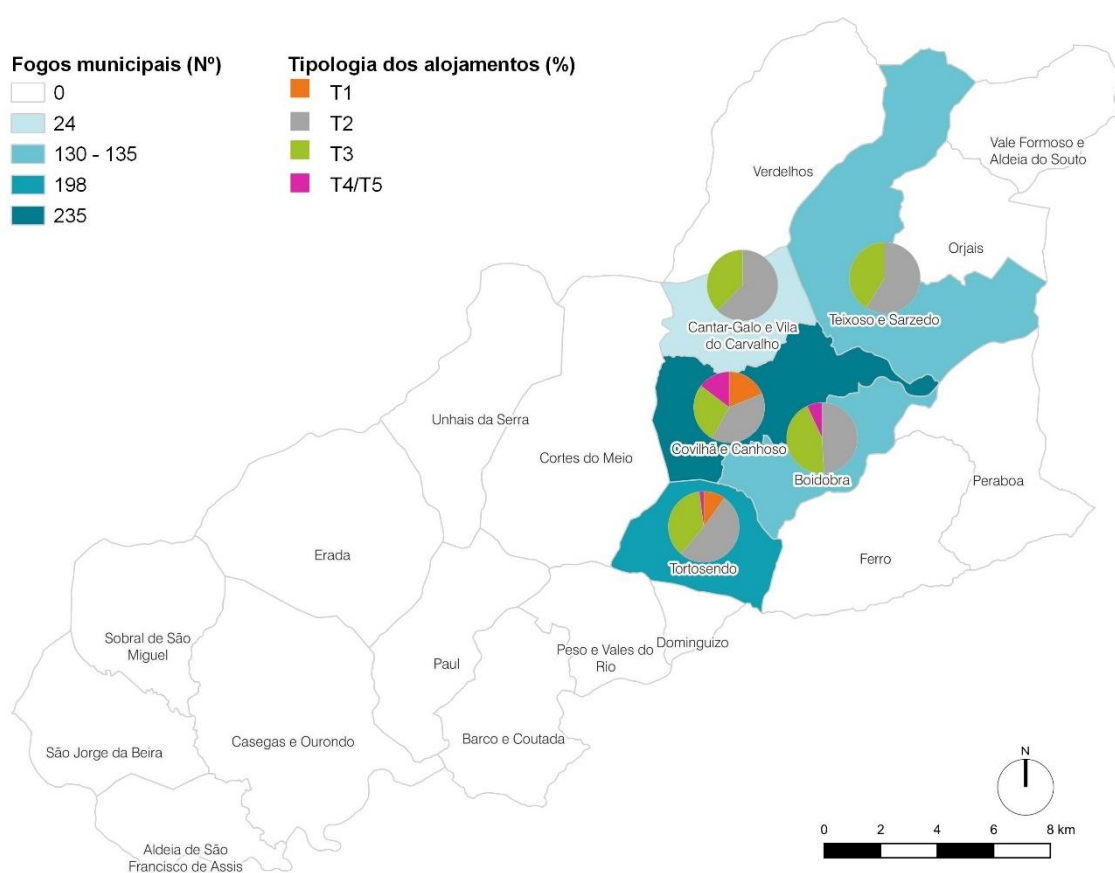 Fogos municipais (Nº)
0
24
130 - 135
198
235
Tipologia dos alojamentos (%)
T1
T2
T3
T4/T5
Vale Formoso e
Aldeia do Souto
Verdelhos
Orjais
Teixoso e Sarzedo
Cantar-Galo e Vila
do Carvalho
Unhais da Serra
Cortes do Meio
Covilhã e Canhoso
Boidobra
Peraboa
Erada
Ferro
Tortosendo
Sobral de São
Miguel
Paul
Peso e Vales do
Rio
Dominguizo
São Jorge da Beira
Casegas e Ourondo
Barco e Coutada
Aldeia de São
Francisco de Assis
N
0 2 4 6 8 km